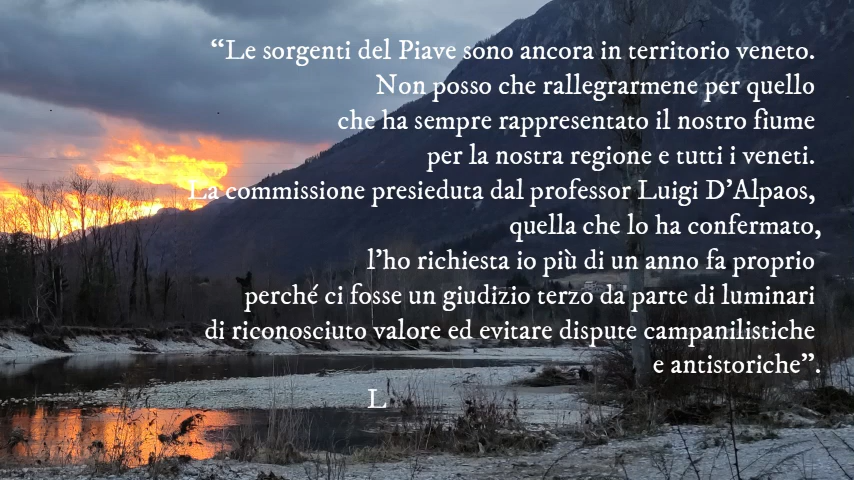 “Le sorgenti del Piave sono ancora in territorio veneto.
Non posso che rallegrarmene per quello
che ha sempre rappresentato il nostro fiume
per la nostra regione e tutti i veneti.
La commissione presieduta dal professor Luigi D’Alpaos,
quella che lo ha confermato,
l’ho richiesta io più di un anno fa proprio
perché ci fosse un giudizio terzo da parte di luminari
di riconosciuto valore ed evitare dispute campanilistiche
e antistoriche”.
L